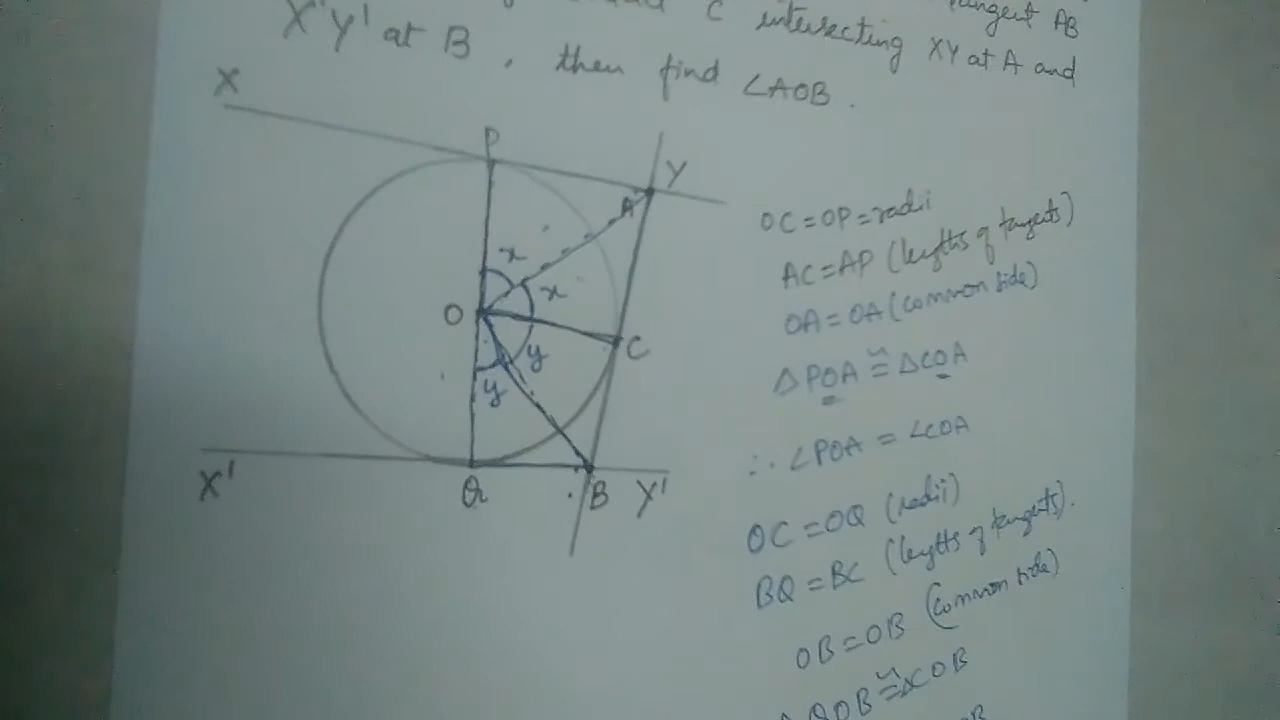 C intersecting XY at A and
tangent AB
X'Y' at B, then find ∠AOB.
X
P
Y
A
x
x
O
C
y
y
X'
Q
B
Y'
OC = OP = radii
AC = AP (lengths of tangents)
OA = OA (common side)
△POA ≅ △COA
∴ ∠POA = ∠COA
OC = OQ (radii)
BQ = BC (lengths of tangents).
OB = OB (common side)
QOB ≅ △COB